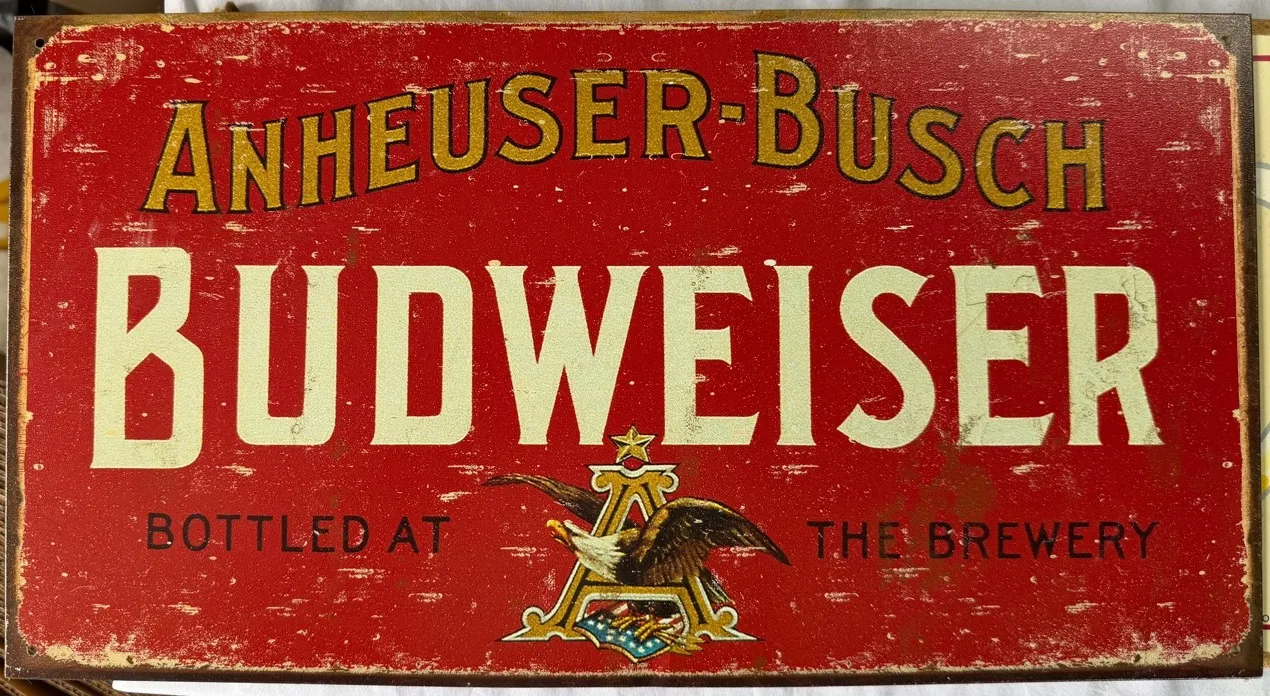 ANHEUSER-BUSCH
BUDWEISER
A
BOTTLED AT THE BREWERY